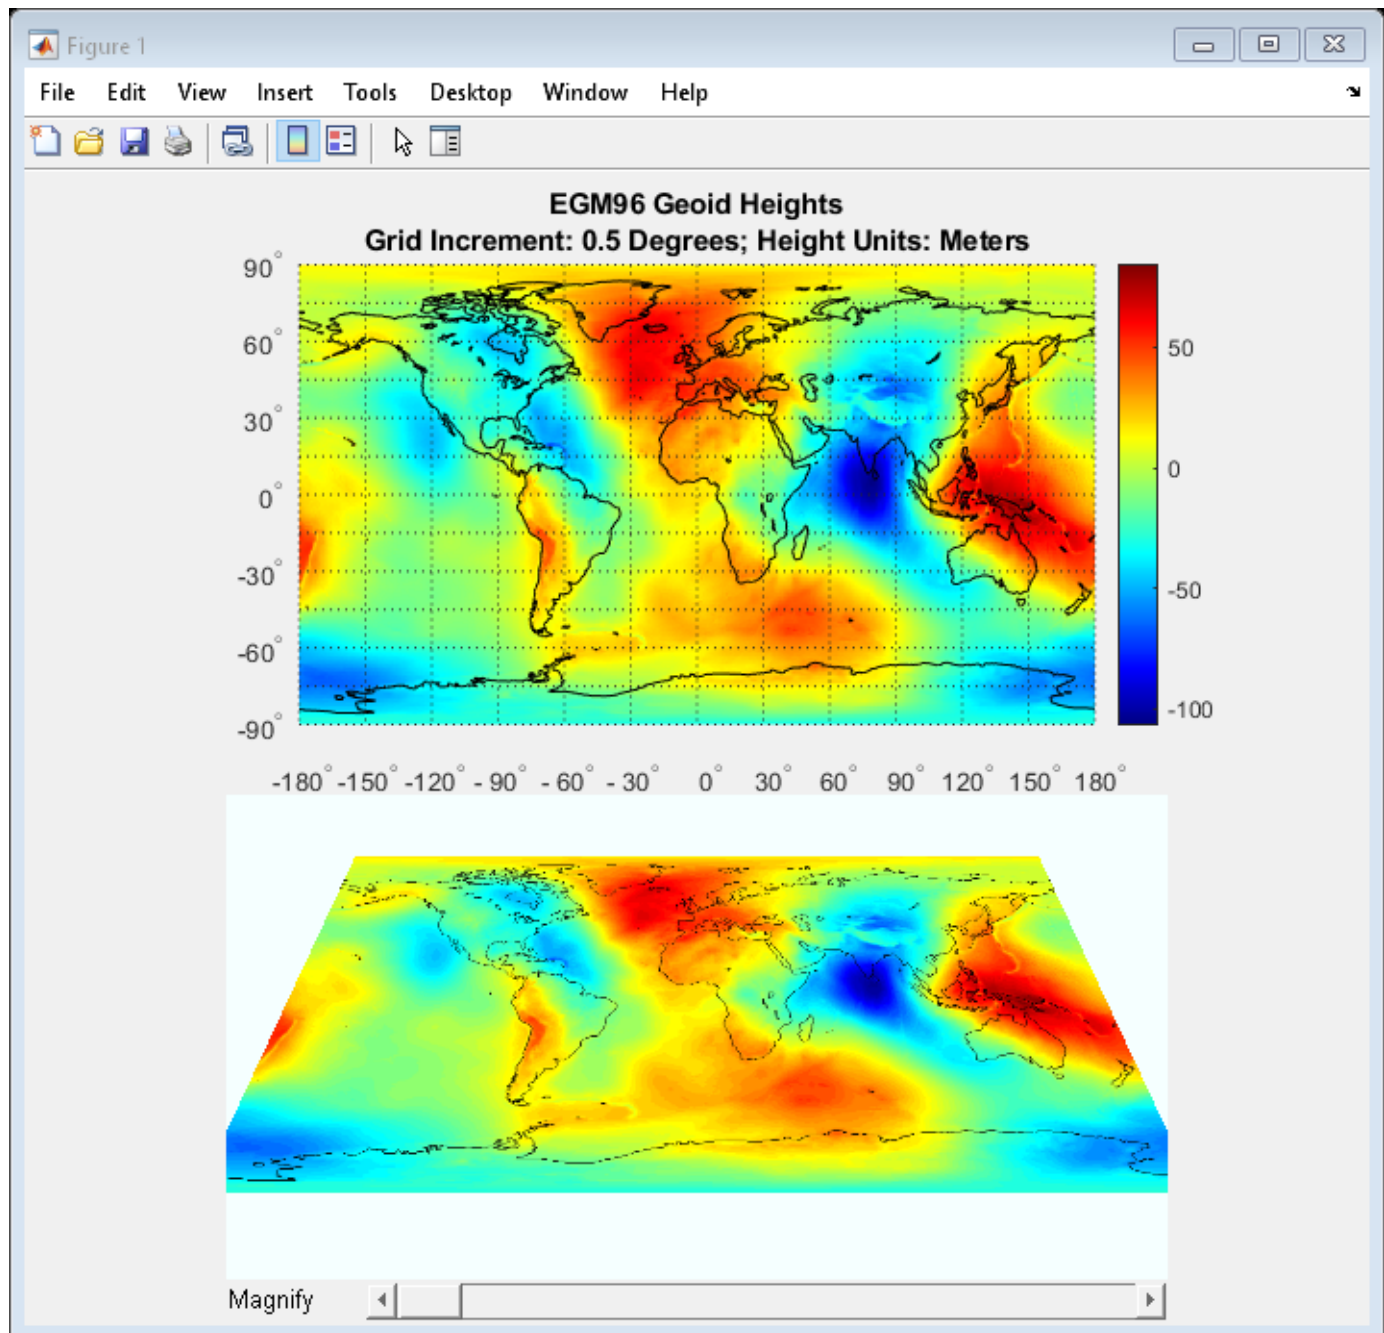 Figure 1
File Edit View Insert Tools Desktop Window Help
EGM96 Geoid Heights
Grid Increment: 0.5 Degrees; Height Units: Meters
90°
60°
30°
0°
-30°
-60°
-90°
-180° -150° -120° - 90° - 60° - 30° 0° 30° 60° 90° 120° 150° 180°
50
0
-50
-100
Magnify